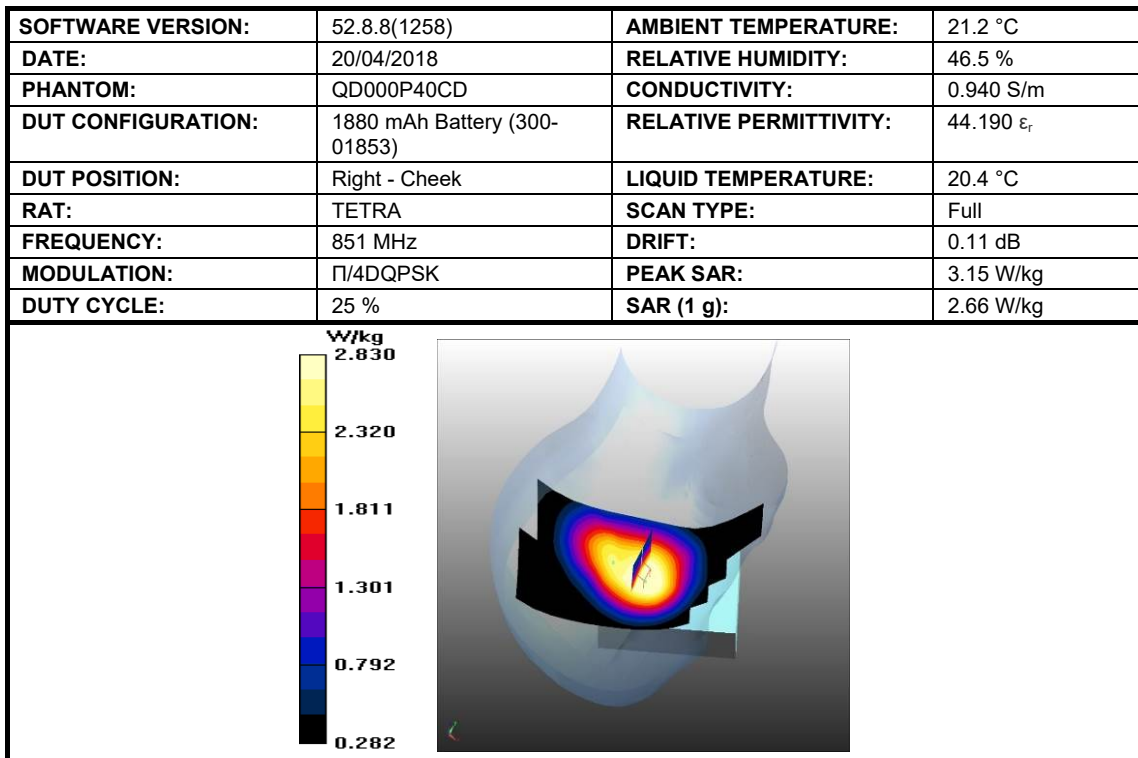 SOFTWARE VERSION: 52.8.8(1258) AMBIENT TEMPERATURE: 21.2 °C
DATE: 20/04/2018 RELATIVE HUMIDITY: 46.5 %
PHANTOM: QD000P40CD CONDUCTIVITY: 0.940 S/m
DUT CONFIGURATION: 1880 mAh Battery (300-
01853) RELATIVE PERMITTIVITY: 44.190 εr
DUT POSITION: Right - Cheek LIQUID TEMPERATURE: 20.4 °C
RAT: TETRA SCAN TYPE: Full
FREQUENCY: 851 MHz DRIFT: 0.11 dB
MODULATION: Π/4DQPSK PEAK SAR: 3.15 W/kg
DUTY CYCLE: 25 % SAR (1 g): 2.66 W/kg
W/kg
2.830
2.320
1.811
1.301
0.792
0.282